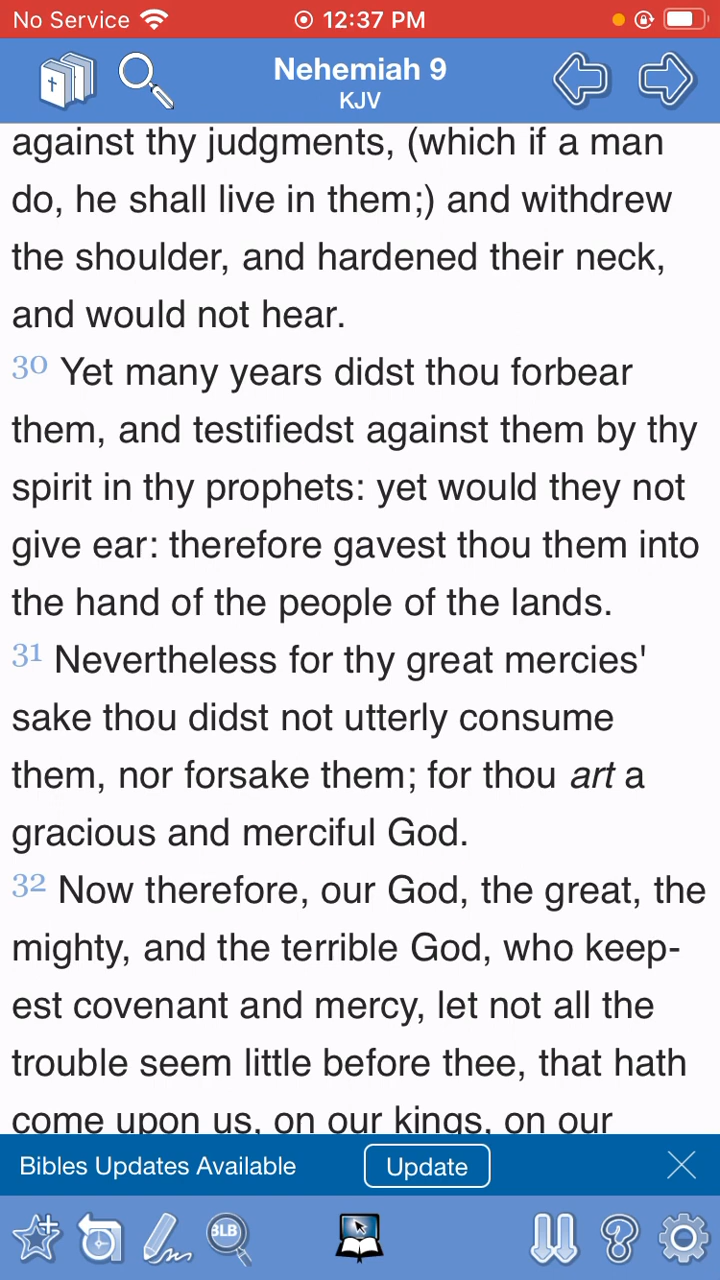 No Service 12:37 PM
Nehemiah 9
KJV
against thy judgments, (which if a man
do, he shall live in them;) and withdrew
the shoulder, and hardened their neck,
and would not hear.
30 Yet many years didst thou forbear
them, and testifiedst against them by thy
spirit in thy prophets: yet would they not
give ear: therefore gavest thou them into
the hand of the people of the lands.
31 Nevertheless for thy great mercies'
sake thou didst not utterly consume
them, nor forsake them; for thou art a
gracious and merciful God.
32 Now therefore, our God, the great, the
mighty, and the terrible God, who keep-
est covenant and mercy, let not all the
trouble seem little before thee, that hath
come upon us, on our kings, on our
Bibles Updates Available Update
BLB